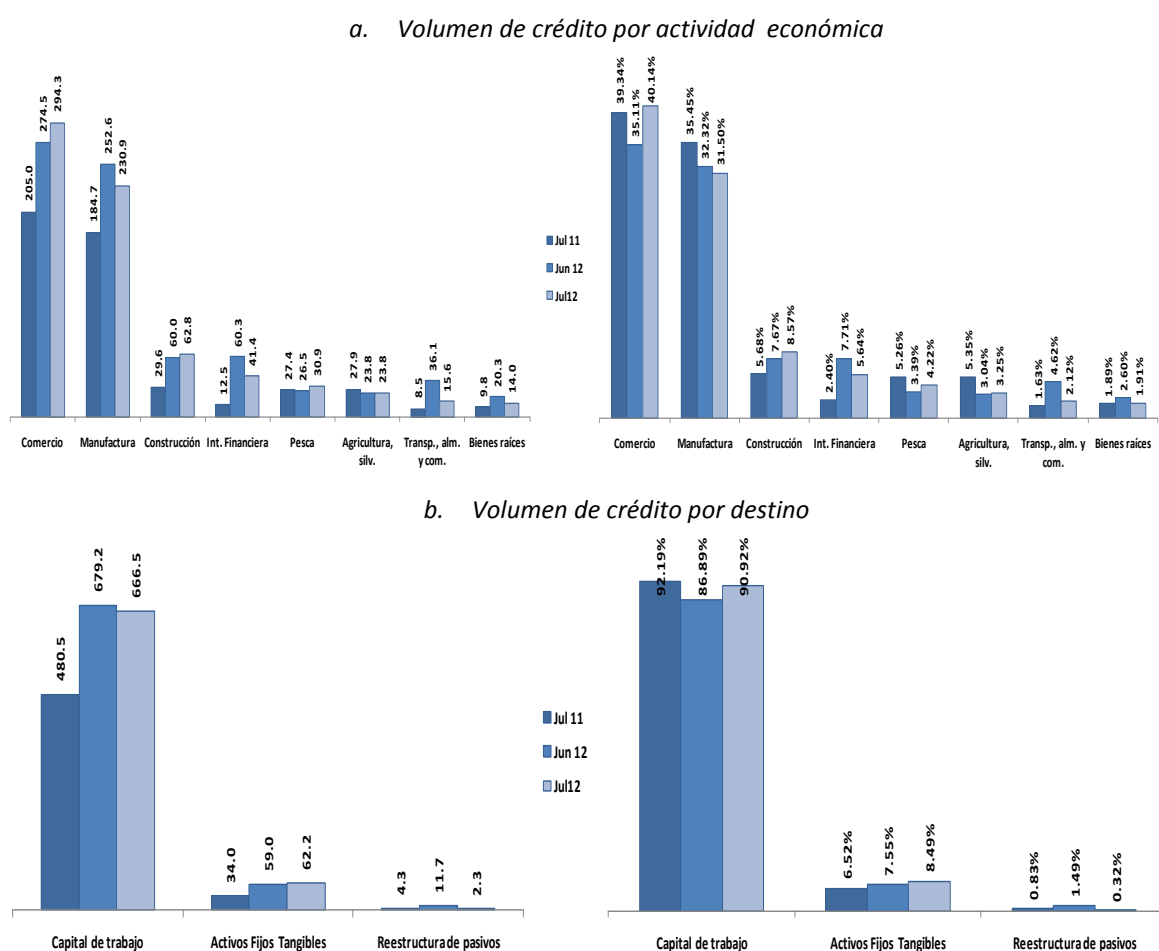 a. Volumen de crédito por actividad económica
205.0
274.5
294.3
184.7
252.6
230.9
29.6
60.0
62.8
12.5
60.3
41.4
27.4
26.5
30.9
27.9
23.8
23.8
8.5
36.1
15.6
9.8
20.3
14.0
Comercio
Manufactura
Construcción
Int. Financiera
Pesca
Agricultura,
silv.
Transp., alm.
y com.
Bienes raíces
Jul 11
Jun 12
Jul12
39.34%
35.11%
40.14%
35.45%
32.32%
31.50%
5.68%
7.67%
8.57%
2.40%
7.71%
5.64%
5.26%
3.39%
4.22%
5.35%
3.04%
3.25%
1.63%
4.62%
2.12%
1.89%
2.60%
1.91%
Comercio
Manufactura
Construcción
Int. Financiera
Pesca
Agricultura,
silv.
Transp., alm. y
com.
Bienes raíces
b. Volumen de crédito por destino
480.5
679.2
666.5
34.0
59.0
62.2
4.3
11.7
2.3
Capital de trabajo
Activos Fijos Tangibles
Reestructura de pasivos
Jul 11
Jun 12
Jul12
92.19%
86.89%
90.92%
6.52%
7.55%
8.49%
0.83%
1.49%
0.32%
Capital de trabajo
Activos Fijos Tangibles
Reestructura de pasivos